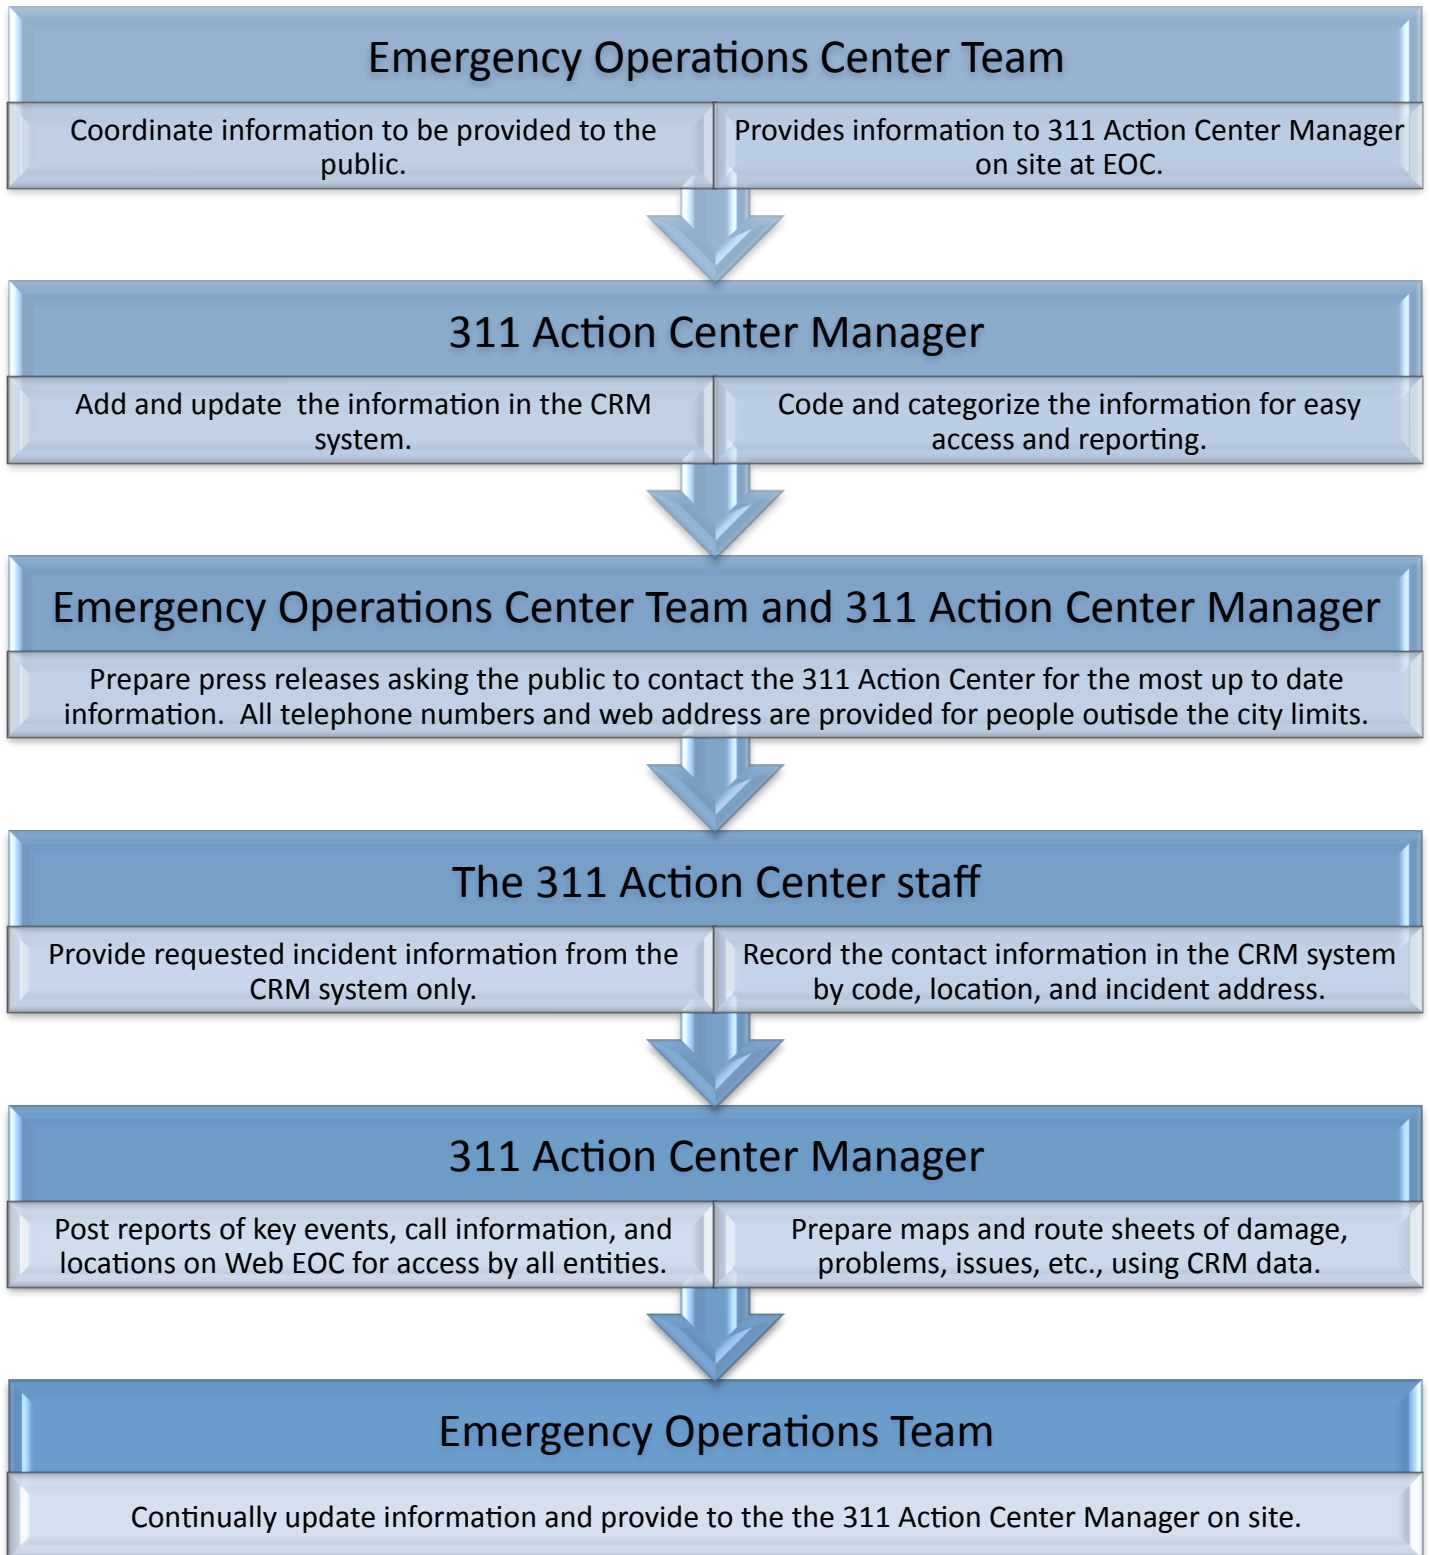 Emergency Operations Center Team
Coordinate information to be provided to the
public.
Provides information to 311 Action Center Manager
on site at EOC.
311 Action Center Manager
Add and update  the information in the CRM
system.
Code and categorize the information for easy
access and reporting.
Emergency Operations Center Team and 311 Action Center Manager
Prepare press releases asking the public to contact the 311 Action Center for the most up to date
information.  All telephone numbers and web address are provided for people outisde the city limits.
The 311 Action Center staff
Provide requested incident information from the
CRM system only.
Record the contact information in the CRM system
by code, location, and incident address.
311 Action Center Manager
Post reports of key events, call information, and
locations on Web EOC for access by all entities.
Prepare maps and route sheets of damage,
problems, issues, etc., using CRM data.
Emergency Operations Team
Continually update information and provide to the the 311 Action Center Manager on site.